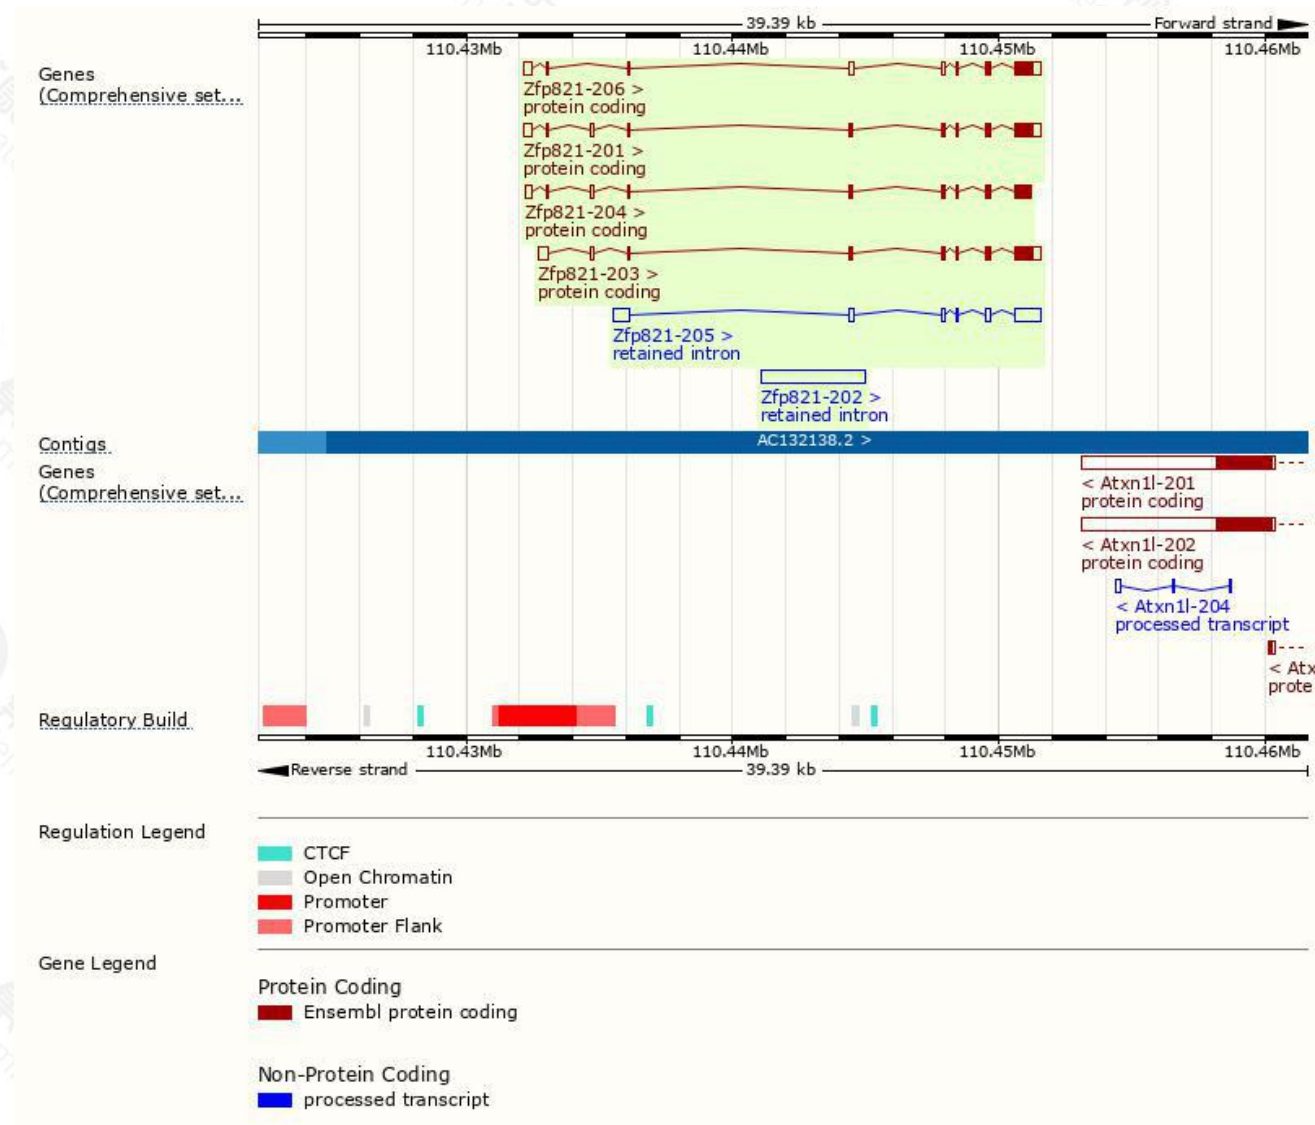 39.39 kb Forward strand
110.43Mb 110.44Mb 110.45Mb 110.46Mb
Genes
(Comprehensive set...
Zfp821-206 >
protein coding
Zfp821-201 >
protein coding
Zfp821-204 >
protein coding
Zfp821-203 >
protein coding
Zfp821-205 >
retained intron
Zfp821-202 >
retained intron
Contigs
AC132138.2 >
Genes
(Comprehensive set...
< Atxn1l-201
protein coding
< Atxn1l-202
protein coding
< Atxn1l-204
processed transcript
< Atx
prote
Regulatory Build
110.43Mb 110.44Mb 110.45Mb 110.46Mb
Reverse strand 39.39 kb
Regulation Legend
CTCF
Open Chromatin
Promoter
Promoter Flank
Gene Legend
Protein Coding
Ensembl protein coding
Non-Protein Coding
processed transcript